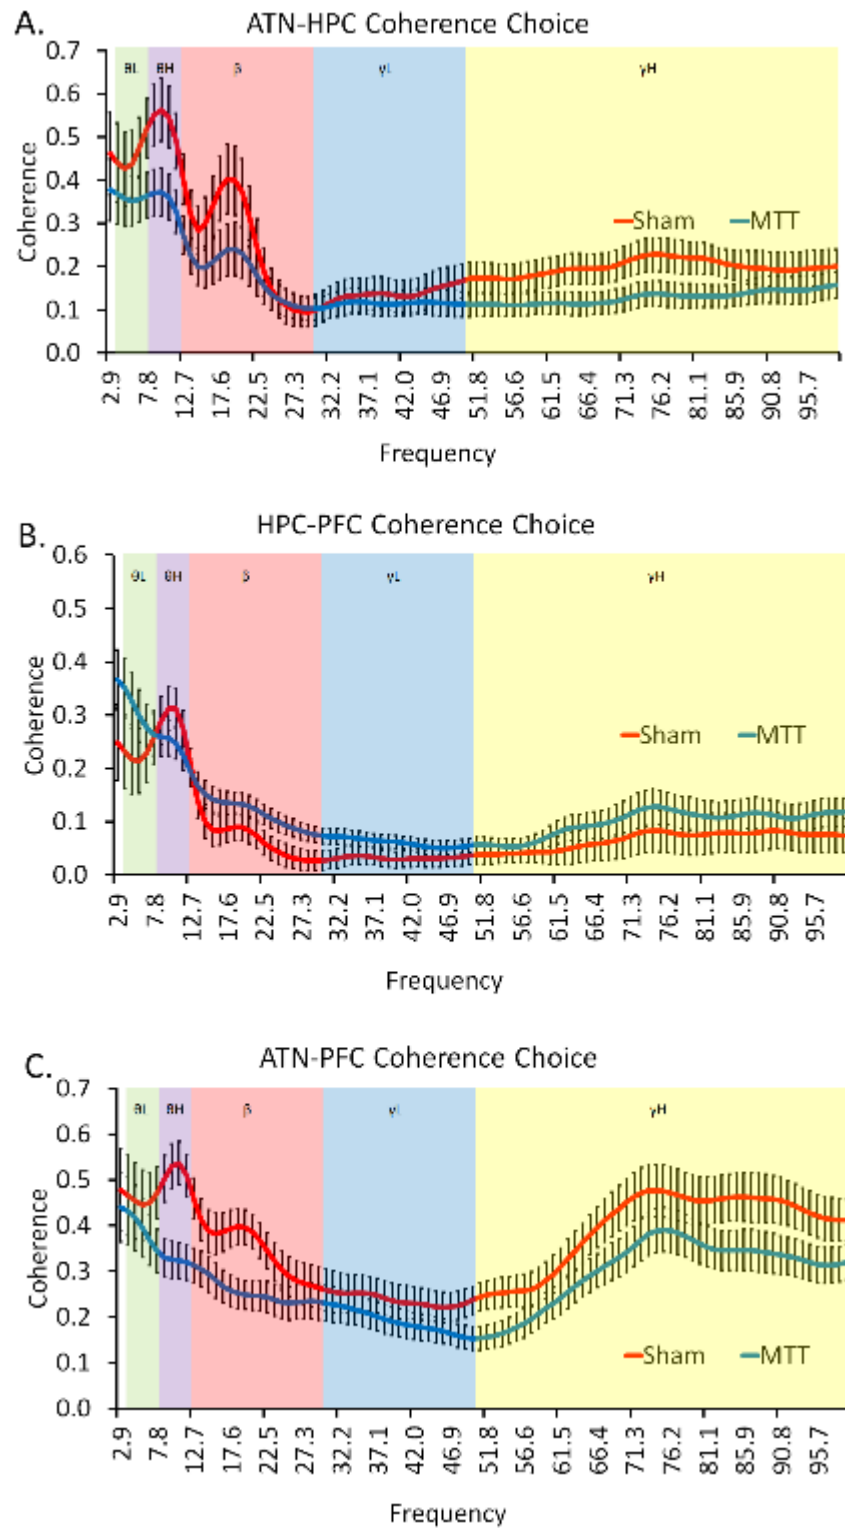 A.
ATN-HPC Coherence Choice
0.7
0.6
0.5
0.4
0.3
0.2
0.1
0.0
Coherence
θL θH β γL γH
Sham MTT
2.9 7.8 12.7 17.6 22.5 27.3 32.2 37.1 42.0 46.9 51.8 56.6 61.5 66.4 71.3 76.2 81.1 85.9 90.8 95.7
Frequency
B.
HPC-PFC Coherence Choice
0.6
0.5
0.4
0.3
0.2
0.1
0.0
Coherence
θL θH β γL γH
Sham MTT
2.9 7.8 12.7 17.6 22.5 27.3 32.2 37.1 42.0 46.9 51.8 56.6 61.5 66.4 71.3 76.2 81.1 85.9 90.8 95.7
Frequency
C.
ATN-PFC Coherence Choice
0.7
0.6
0.5
0.4
0.3
0.2
0.1
0.0
Coherence
θL θH β γL γH
Sham MTT
2.9 7.8 12.7 17.6 22.5 27.3 32.2 37.1 42.0 46.9 51.8 56.6 61.5 66.4 71.3 76.2 81.1 85.9 90.8 95.7
Frequency